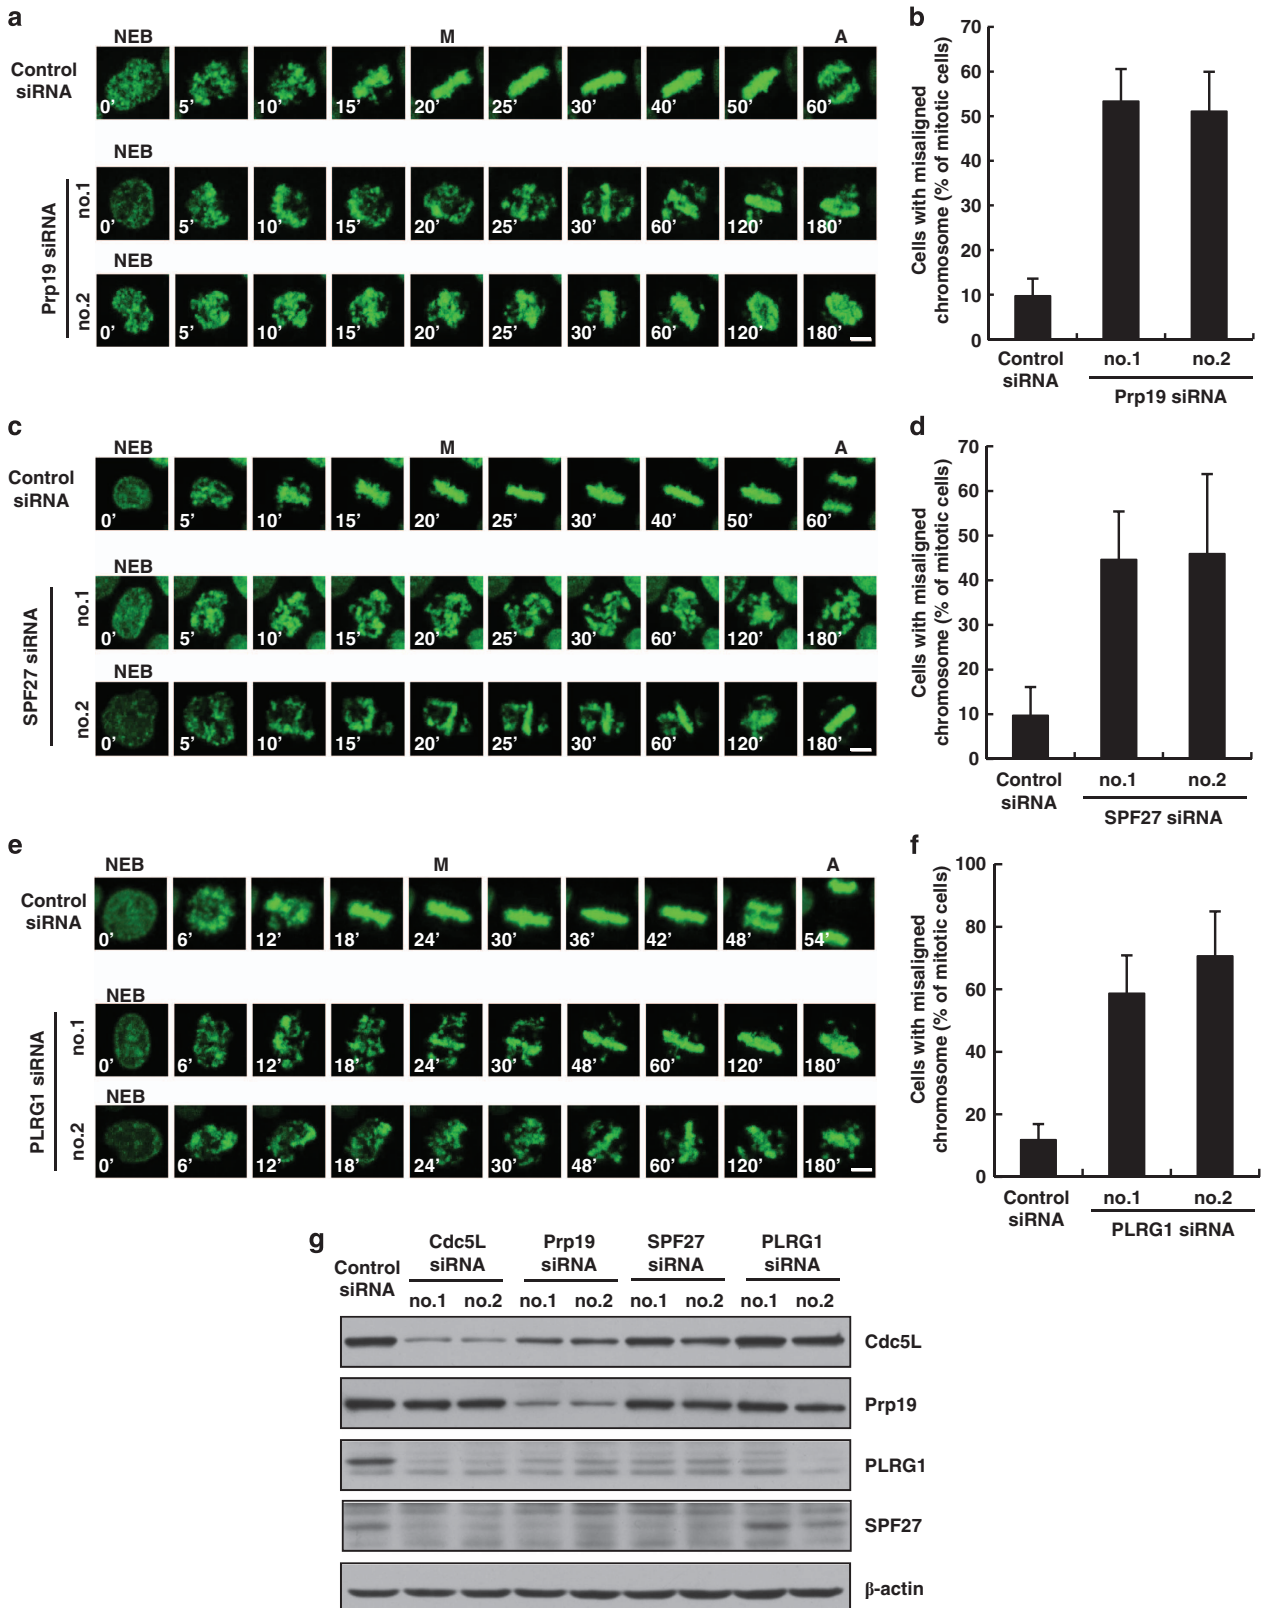 a
NEB M A
Control
siRNA
0’ 5’ 10’ 15’ 20’ 25’ 30’ 40’ 50’ 60’
NEB
Prp19 siRNA
no.1
0’ 5’ 10’ 15’ 20’ 25’ 30’ 60’ 120’ 180’
NEB
no.2
0’ 5’ 10’ 15’ 20’ 25’ 30’ 60’ 120’ 180’
b
Cells with misaligned
chromosome (% of mitotic cells)
70
60
50
40
30
20
10
0
Control
siRNA
no.1 no.2
Prp19 siRNA
c
NEB M A
Control
siRNA
0’ 5’ 10’ 15’ 20’ 25’ 30’ 40’ 50’ 60’
NEB
SPF27 siRNA
no.1
0’ 5’ 10’ 15’ 20’ 25’ 30’ 60’ 120’ 180’
NEB
no.2
0’ 5’ 10’ 15’ 20’ 25’ 30’ 60’ 120’ 180’
d
Cells with misaligned
chromosome (% of mitotic cells)
70
60
50
40
30
20
10
0
Control
siRNA
no.1 no.2
SPF27 siRNA
e
NEB M A
Control
siRNA
0’ 6’ 12’ 18’ 24’ 30’ 36’ 42’ 48’ 54’
NEB
PLRG1 siRNA
no.1
0’ 6’ 12’ 18’ 24’ 30’ 48’ 60’ 120’ 180’
NEB
no.2
0’ 6’ 12’ 18’ 24’ 30’ 48’ 60’ 120’ 180’
f
Cells with misaligned
chromosome (% of mitotic cells)
100
80
60
40
20
0
Control
siRNA
no.1 no.2
PLRG1 siRNA
g
Control
siRNA
Cdc5L
siRNA
Prp19
siRNA
SPF27
siRNA
PLRG1
siRNA
no.1 no.2 no.1 no.2 no.1 no.2 no.1 no.2
Cdc5L
Prp19
PLRG1
SPF27
β-actin